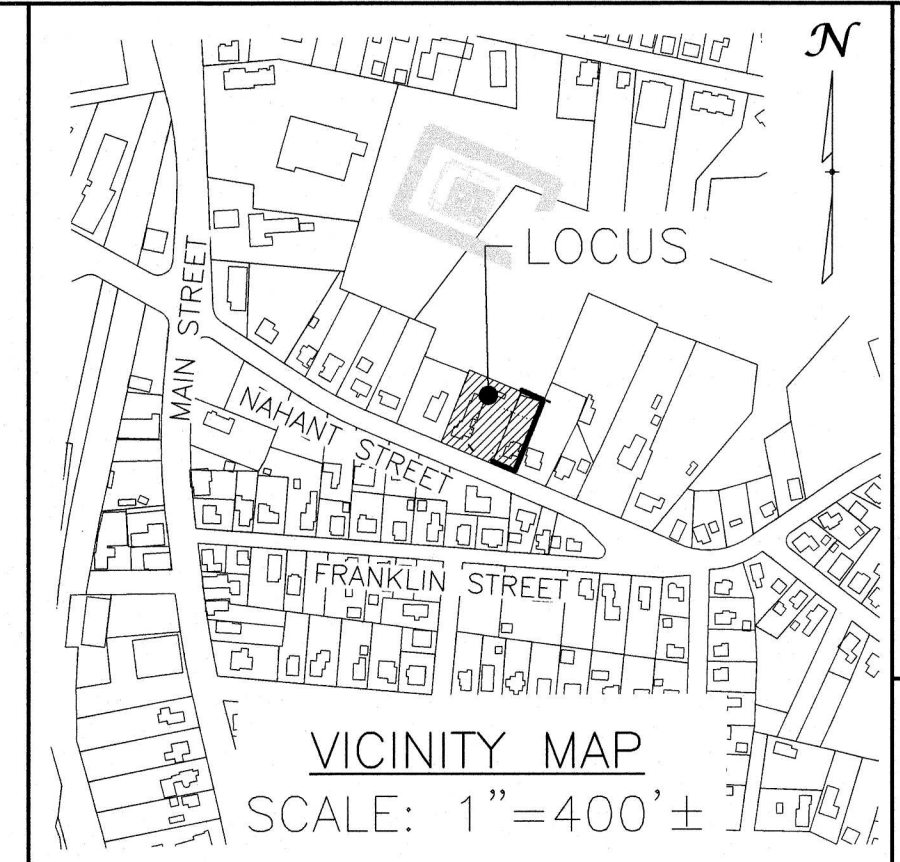 N
LOCUS
MAIN STREET
NAHANT STREET
FRANKLIN STREET
VICINITY MAP
SCALE: 1"=400'±